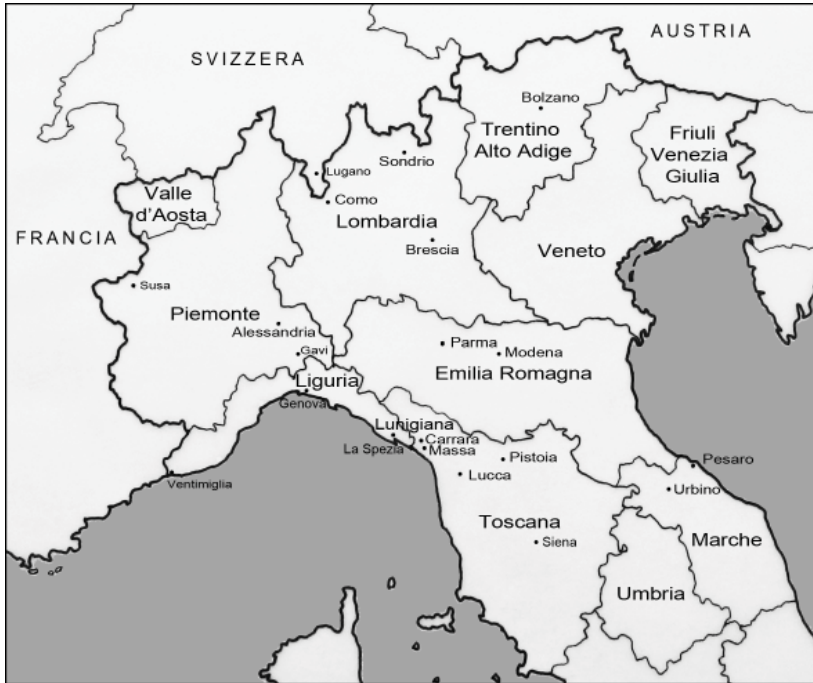 AUSTRIA
SVIZZERA
Bolzano
Trentino
Alto Adige
Friuli
Venezia
Giulia
Sondrio
Lugano
Valle
d'Aosta
Como
Lombardia
FRANCIA
Brescia
Veneto
Susa
Piemonte
Alessandria
Parma
Gavi
Modena
Emilia Romagna
Liguria
Genova
Lunigiana
Carrara
La Spezia
Massa
Pistoia
Pesaro
Lucca
Ventimiglia
Urbino
Toscana
Siena
Marche
Umbria